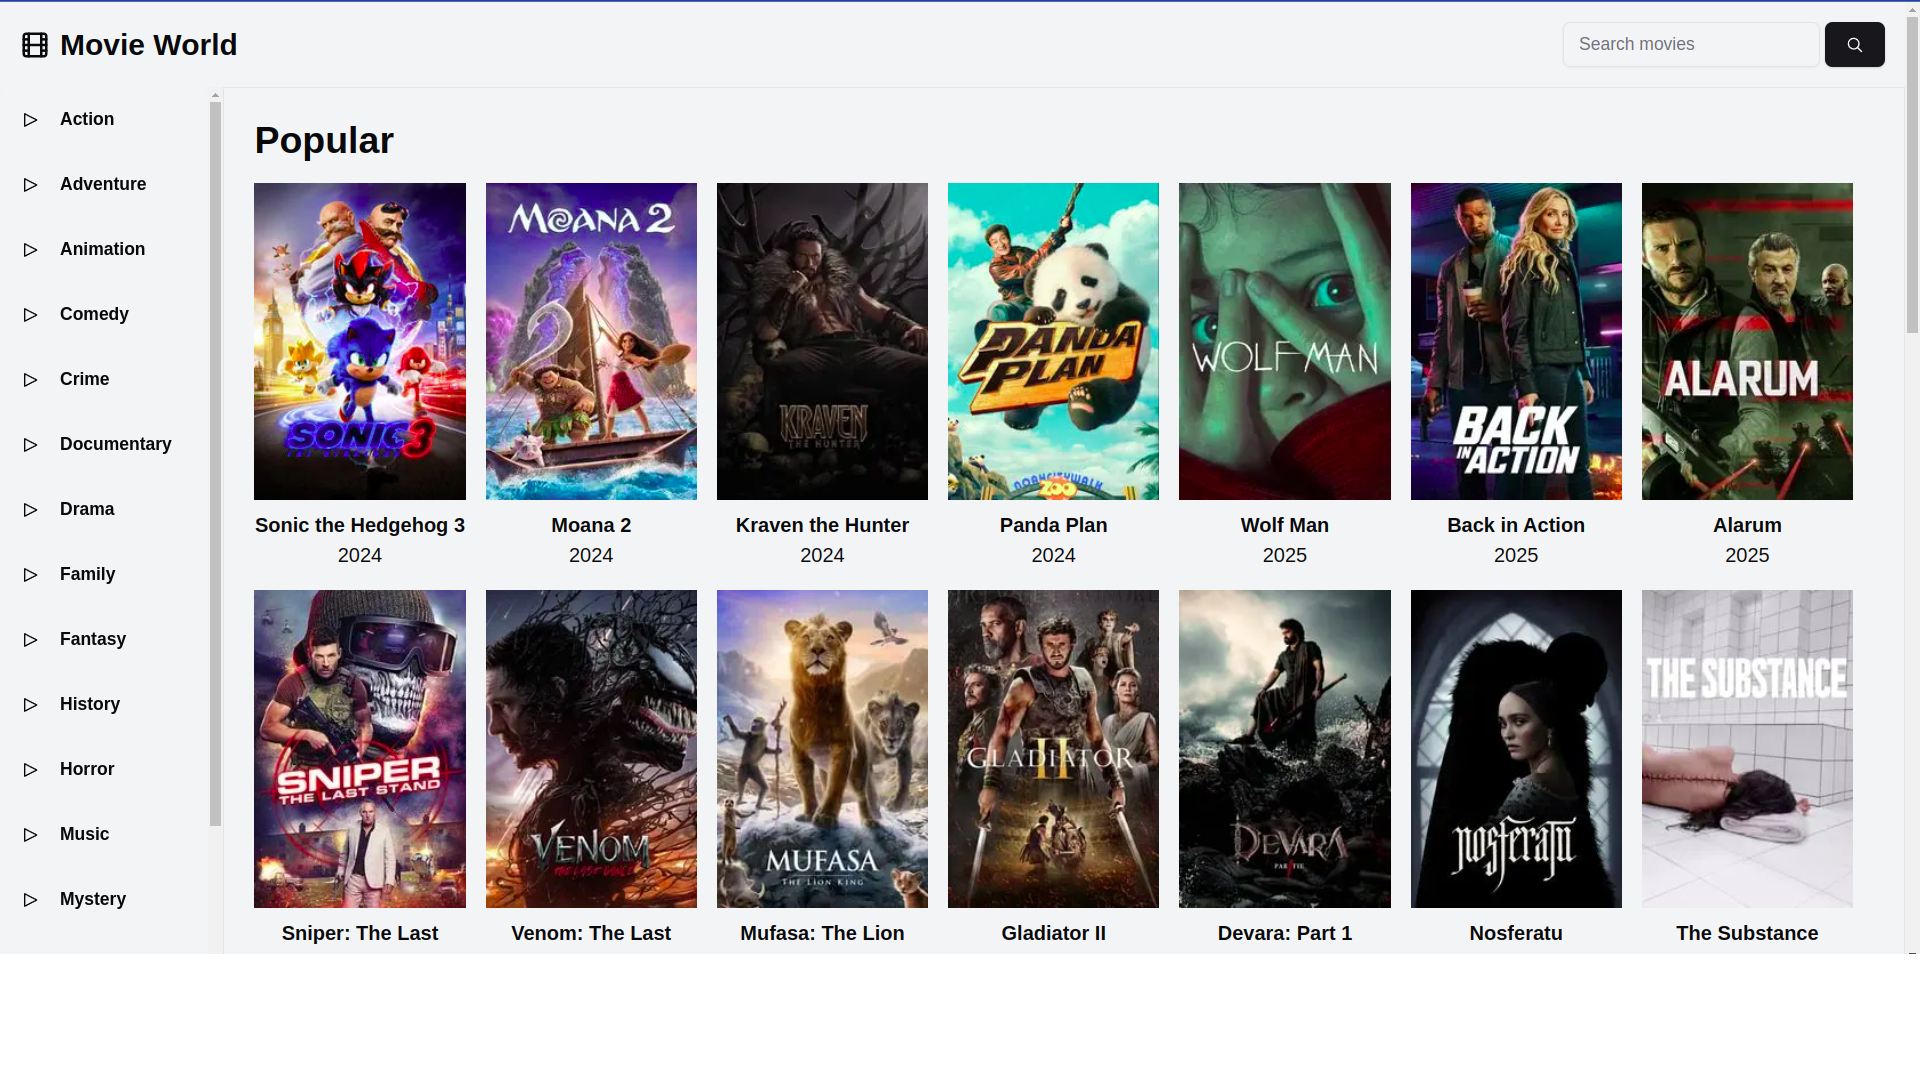 Movie World
Search movies
Action
Adventure
Animation
Comedy
Crime
Documentary
Drama
Family
Fantasy
History
Horror
Music
Mystery
Popular
SONIC 3
MOANA 2
KRAVEN
THE HUNTER
PANDA
PLAN
ZOO
WOLF MAN
BACK
IN ACTION
ALARUM
Sonic the Hedgehog 3
Moana 2
Kraven the Hunter
Panda Plan
Wolf Man
Back in Action
Alarum
2024
2024
2024
2024
2025
2025
2025
SNIPER
THE LAST STAND
VENOM
THE LAST DANCE
MUFASA
THE LION KING
GLADIATOR
II
DEVARA
nosferatu
THE SUBSTANCE
Sniper: The Last
Venom: The Last
Mufasa: The Lion
Gladiator II
Devara: Part 1
Nosferatu
The Substance